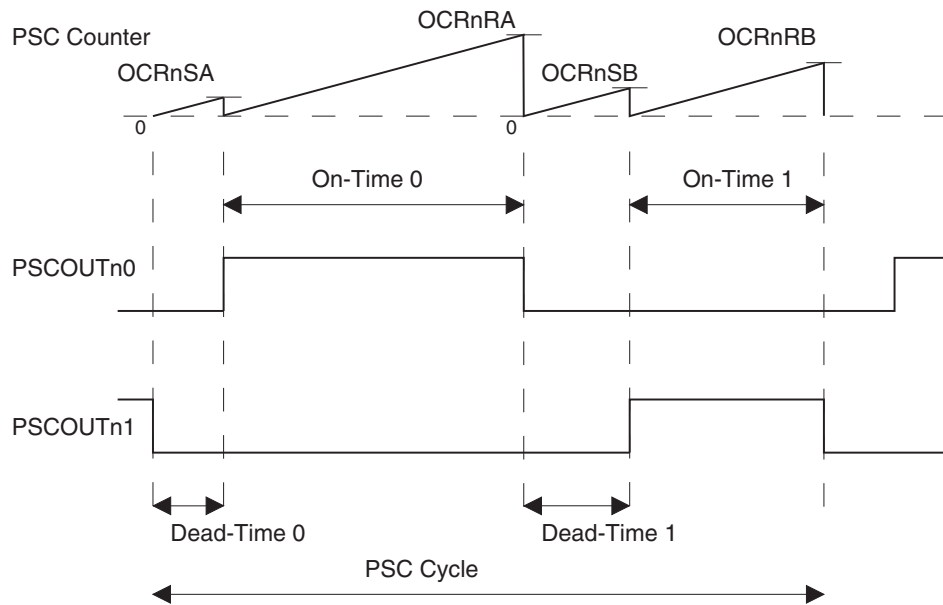 OCRnRA
PSC Counter
OCRnRB
OCRnSA
OCRnSB
0
0
On-Time 0
On-Time 1
PSCOUTn0
PSCOUTn1
Dead-Time 0
Dead-Time 1
PSC Cycle